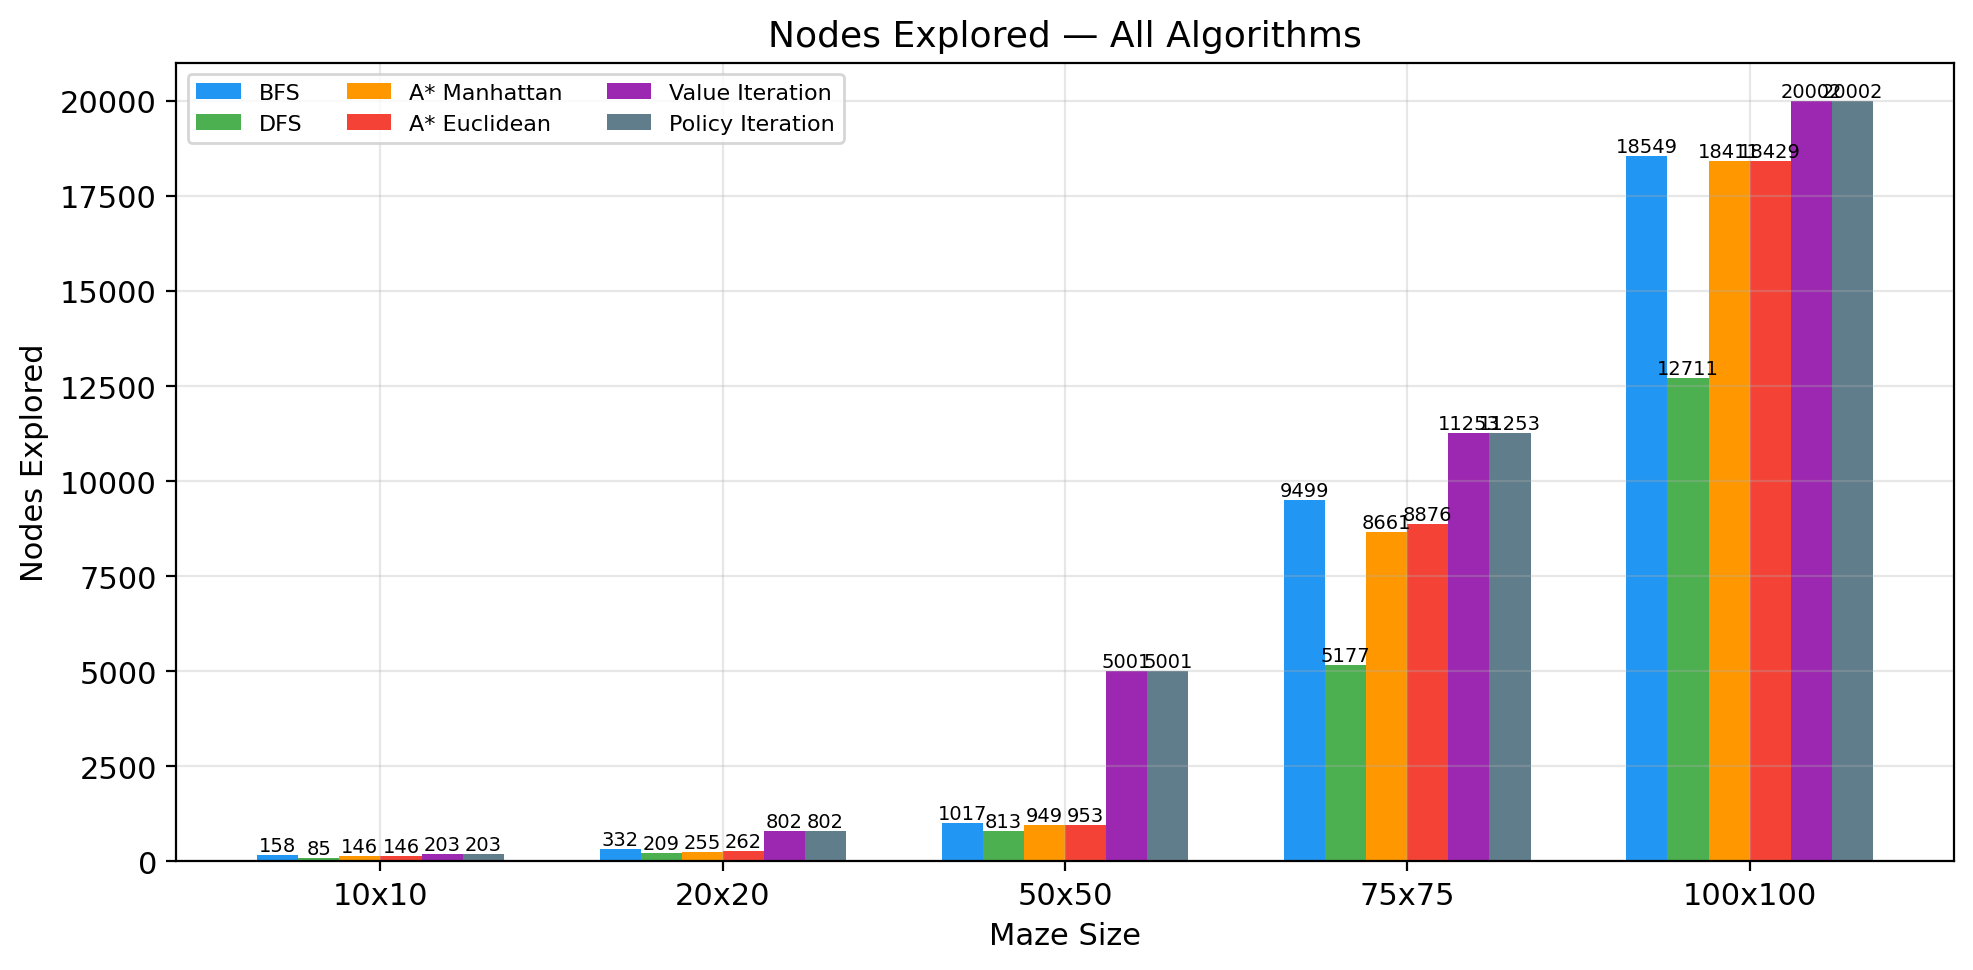 Nodes Explored — All Algorithms
BFS
DFS
A* Manhattan
A* Euclidean
Value Iteration
Policy Iteration
Nodes Explored
20000
17500
15000
12500
10000
7500
5000
2500
0
158 85 146 146 203 203
332 209 255 262 802 802
1017 813 949 953 5001 5001
9499 5177 8661 8876 11253 11253
18549 12711 18411 18429 20002 20002
10x10 20x20 50x50 75x75 100x100
Maze Size